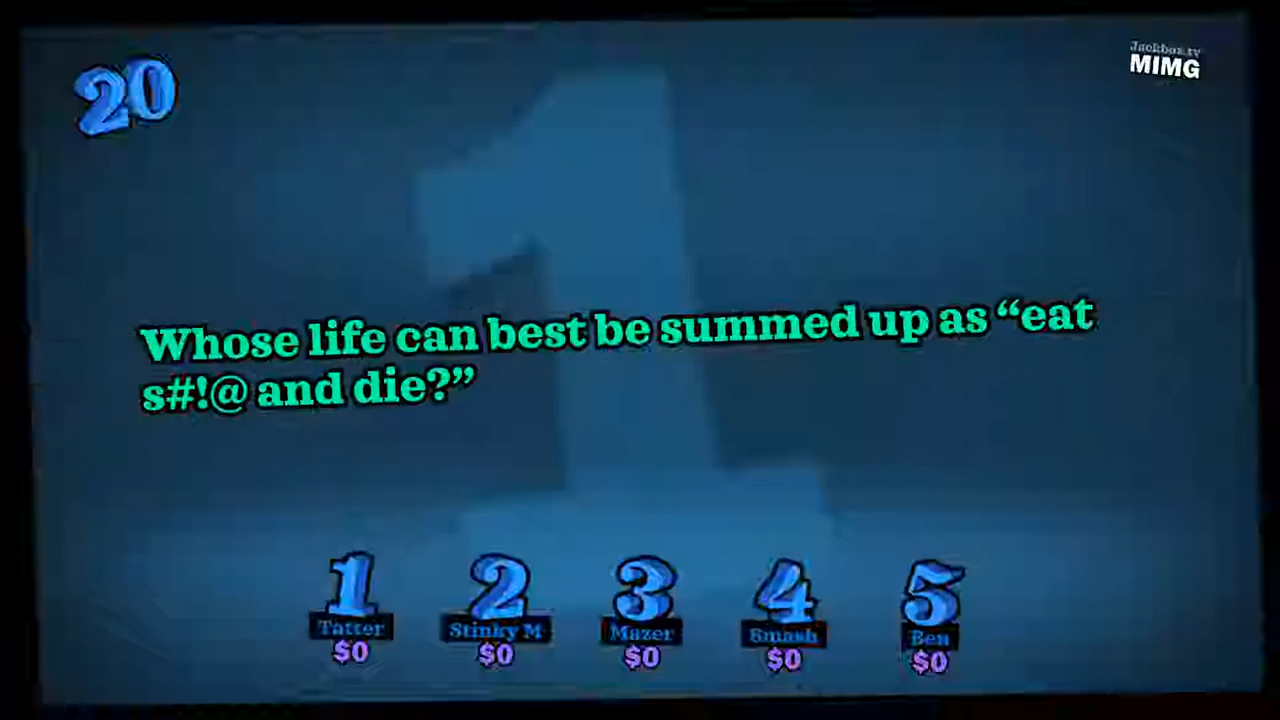 20
Jackbox.tv
MIMG
Whose life can best be summed up as “eat
s#!@ and die?”
1 2 3 4 5
Tatter Stinky M Mazer Smash Ben
$0 $0 $0 $0 $0